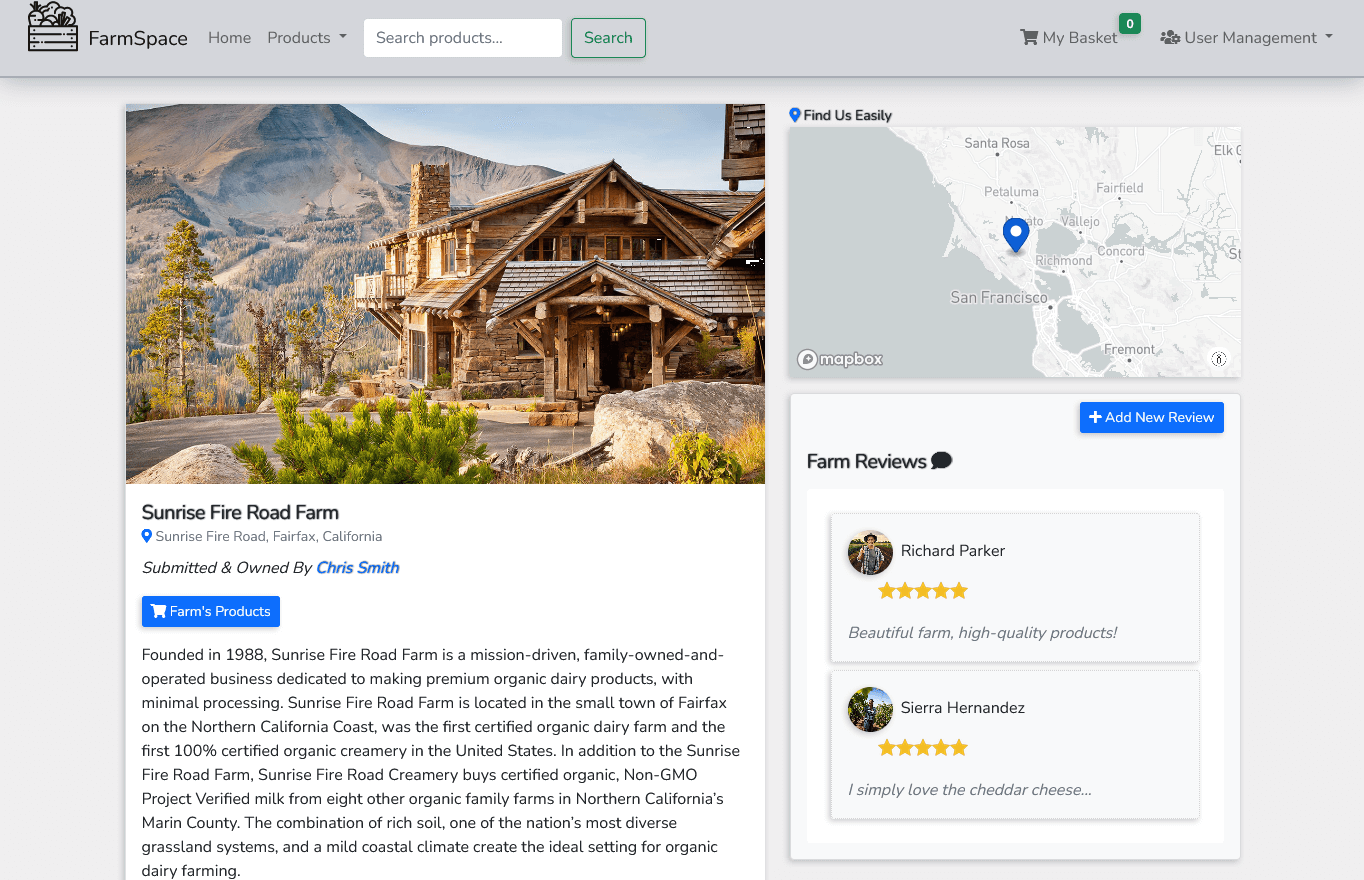 FarmSpace
Home
Products
Search products...
Search
My Basket
0
User Management
Sunrise Fire Road Farm
Sunrise Fire Road, Fairfax, California
Submitted & Owned By Chris Smith
Farm's Products
Founded in 1988, Sunrise Fire Road Farm is a mission-driven, family-owned-and-
operated business dedicated to making premium organic dairy products, with
minimal processing. Sunrise Fire Road Farm is located in the small town of Fairfax
on the Northern California Coast, was the first certified organic dairy farm and the
first 100% certified organic creamery in the United States. In addition to the Sunrise
Fire Road Farm, Sunrise Fire Road Creamery buys certified organic, Non-GMO
Project Verified milk from eight other organic family farms in Northern California’s
Marin County. The combination of rich soil, one of the nation’s most diverse
grassland systems, and a mild coastal climate create the ideal setting for organic
dairy farming.
Find Us Easily
Santa Rosa
Petaluma
Fairfield
Vallejo
Concord
Richmond
San Francisco
Fremont
mapbox
Add New Review
Farm Reviews
Richard Parker
Beautiful farm, high-quality products!
Sierra Hernandez
I simply love the cheddar cheese...